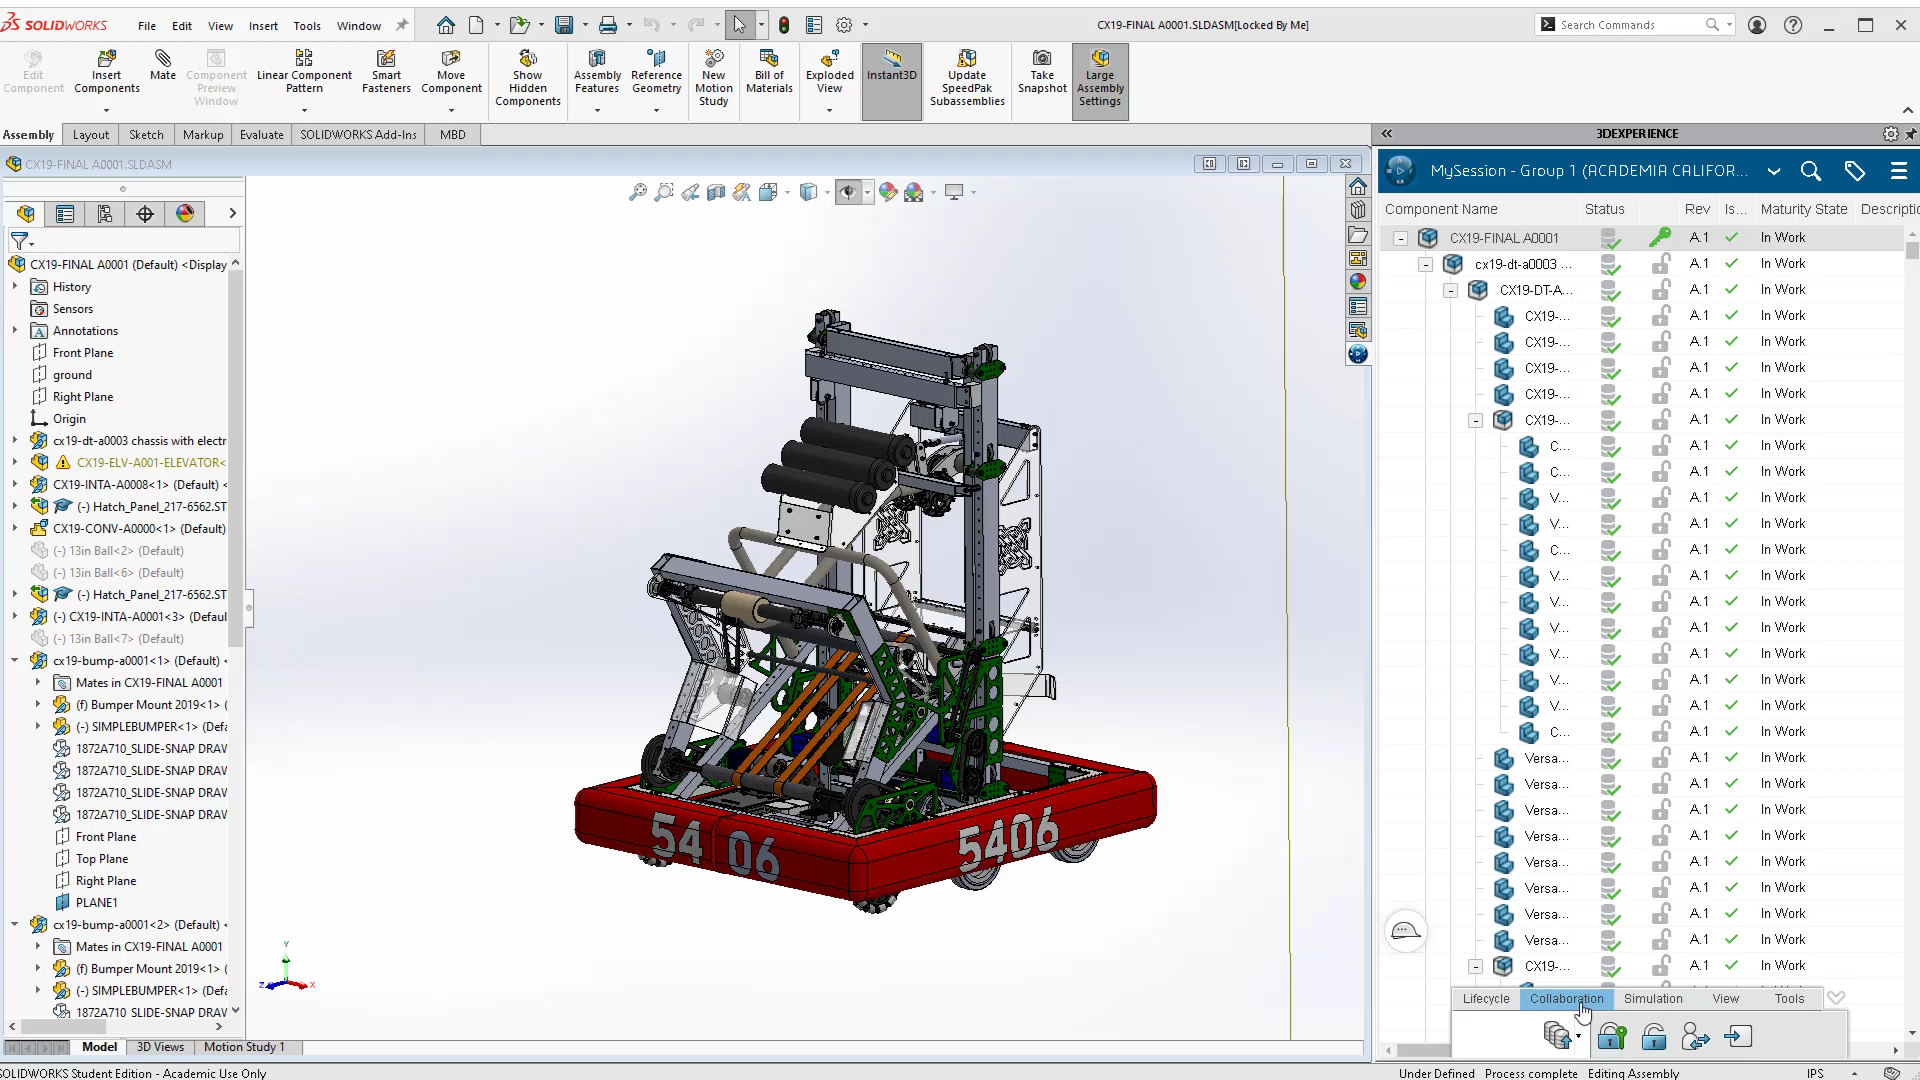 SOLIDWORKS File Edit View Insert Tools Window CX19-FINAL A0001.SLDASM[Locked By Me] Search Commands
Edit Component
Insert Components
Mate
Component Preview Window
Linear Component Pattern
Smart Fasteners
Move Component
Show Hidden Components
Assembly Features
Reference Geometry
New Motion Study
Bill of Materials
Exploded View
Instant3D
Update SpeedPak Subassemblies
Take Snapshot
Large Assembly Settings
Assembly Layout Sketch Markup Evaluate SOLIDWORKS Add-Ins MBD
CX19-FINAL A0001.SLDASM
CX19-FINAL A0001 (Default) <Display
History
Sensors
Annotations
Front Plane
ground
Right Plane
Origin
cx19-dt-a0003 chassis with electr
CX19-ELV-A001-ELEVATOR<
CX19-INTA-A0008<1> (Default) <
(-) Hatch_Panel_217-6562.ST
CX19-CONV-A0000<1> (Default)
(-) 13in Ball<2> (Default)
(-) 13in Ball<6> (Default)
(-) Hatch_Panel_217-6562.ST
(-) CX19-INTA-A0001<3> (Defaul
(-) 13in Ball<7> (Default)
cx19-bump-a0001<1> (Default) <
Mates in CX19-FINAL A0001
(f) Bumper Mount 2019<1> (
(-) SIMPLEBUMPER<1> (Defa
1872A710_SLIDE-SNAP DRAW
1872A710_SLIDE-SNAP DRAW
1872A710_SLIDE-SNAP DRAW
1872A710_SLIDE-SNAP DRAW
Front Plane
Top Plane
Right Plane
PLANE1
cx19-bump-a0001<2> (Default) <
Mates in CX19-FINAL A0001
(f) Bumper Mount 2019<1> (
(-) SIMPLEBUMPER<1> (Defa
1872A710 SLIDE-SNAP DRAW
54 06
5406
Y
Z
X
3DEXPERIENCE
MySession - Group 1 (ACADEMIA CALIFOR...
Component Name Status Rev Is... Maturity State Descriptio
CX19-FINAL A0001 A.1 In Work
cx19-dt-a0003 ... A.1 In Work
CX19-DT-A... A.1 In Work
CX19-... A.1 In Work
CX19-... A.1 In Work
CX19-... A.1 In Work
CX19-... A.1 In Work
CX19-... A.1 In Work
C... A.1 In Work
C... A.1 In Work
V... A.1 In Work
V... A.1 In Work
C... A.1 In Work
V... A.1 In Work
V... A.1 In Work
V... A.1 In Work
V... A.1 In Work
V... A.1 In Work
V... A.1 In Work
C... A.1 In Work
Versa... A.1 In Work
Versa... A.1 In Work
Versa... A.1 In Work
Versa... A.1 In Work
Versa... A.1 In Work
Versa... A.1 In Work
Versa... A.1 In Work
Versa... A.1 In Work
CX19-... A.1 In Work
Lifecycle Collaboration Simulation View Tools
Model 3D Views Motion Study 1
SOLIDWORKS Student Edition - Academic Use Only Under Defined Process complete Editing Assembly IPS